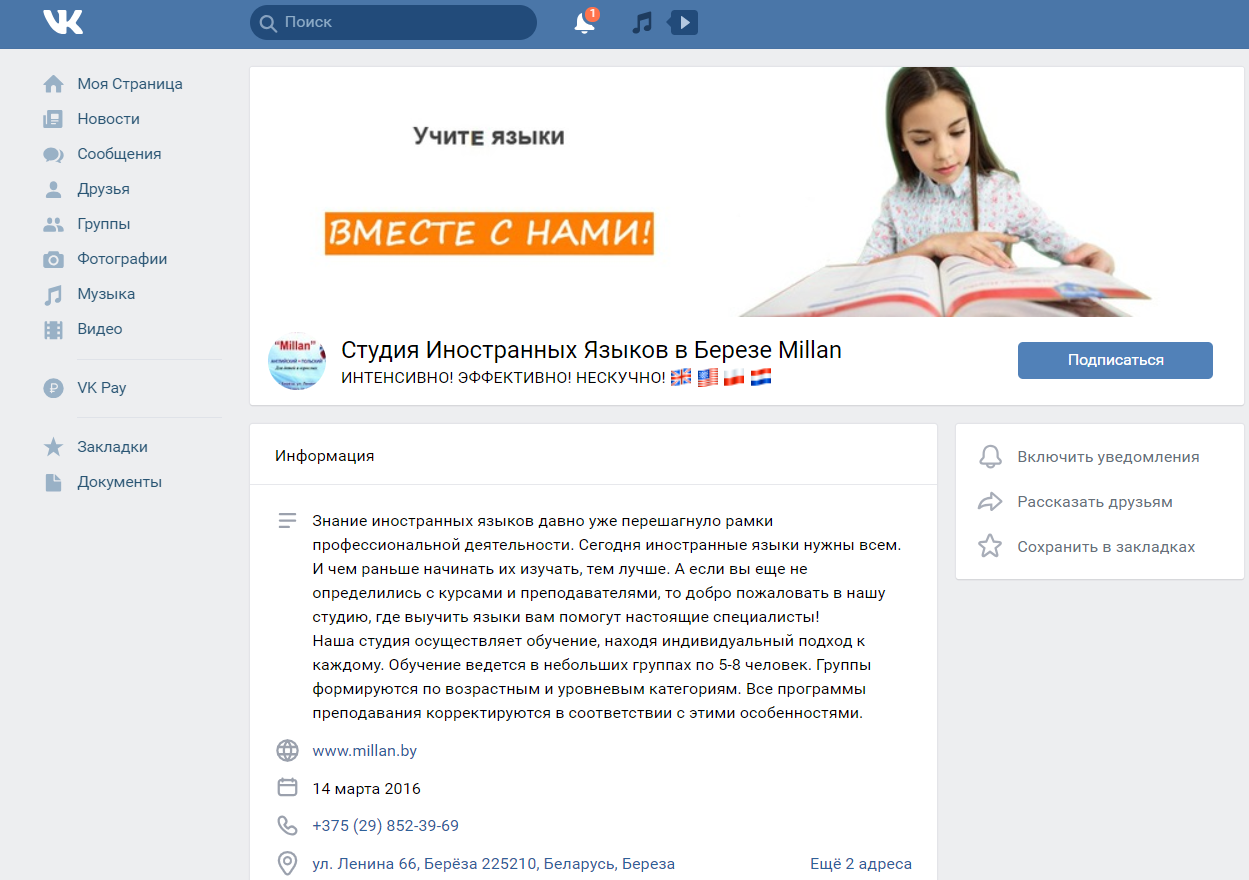 VK
Поиск
1
Моя Страница
Новости
Сообщения
Друзья
Группы
Фотографии
Музыка
Видео
VK Pay
Закладки
Документы
Учите языки
ВМЕСТЕ С НАМИ!
"Millan"
АНГЛИЙСКИЙ + ПОЛЬСКИЙ
Для детей и взрослых
Студия Иностранных Языков в Березе Millan
ИНТЕНСИВНО! ЭФФЕКТИВНО! НЕСКУЧНО!
Подписаться
Информация
Знание иностранных языков давно уже перешагнуло рамки
профессиональной деятельности. Сегодня иностранные языки нужны всем.
И чем раньше начинать их изучать, тем лучше. А если вы еще не
определились с курсами и преподавателями, то добро пожаловать в нашу
студию, где выучить языки вам помогут настоящие специалисты!
Наша студия осуществляет обучение, находя индивидуальный подход к
каждому. Обучение ведется в небольших группах по 5-8 человек. Группы
формируются по возрастным и уровневым категориям. Все программы
преподавания корректируются в соответствии с этими особенностями.
www.millan.by
14 марта 2016
+375 (29) 852-39-69
ул. Ленина 66, Берёза 225210, Беларусь, Береза
Ещё 2 адреса
Включить уведомления
Рассказать друзьям
Сохранить в закладках